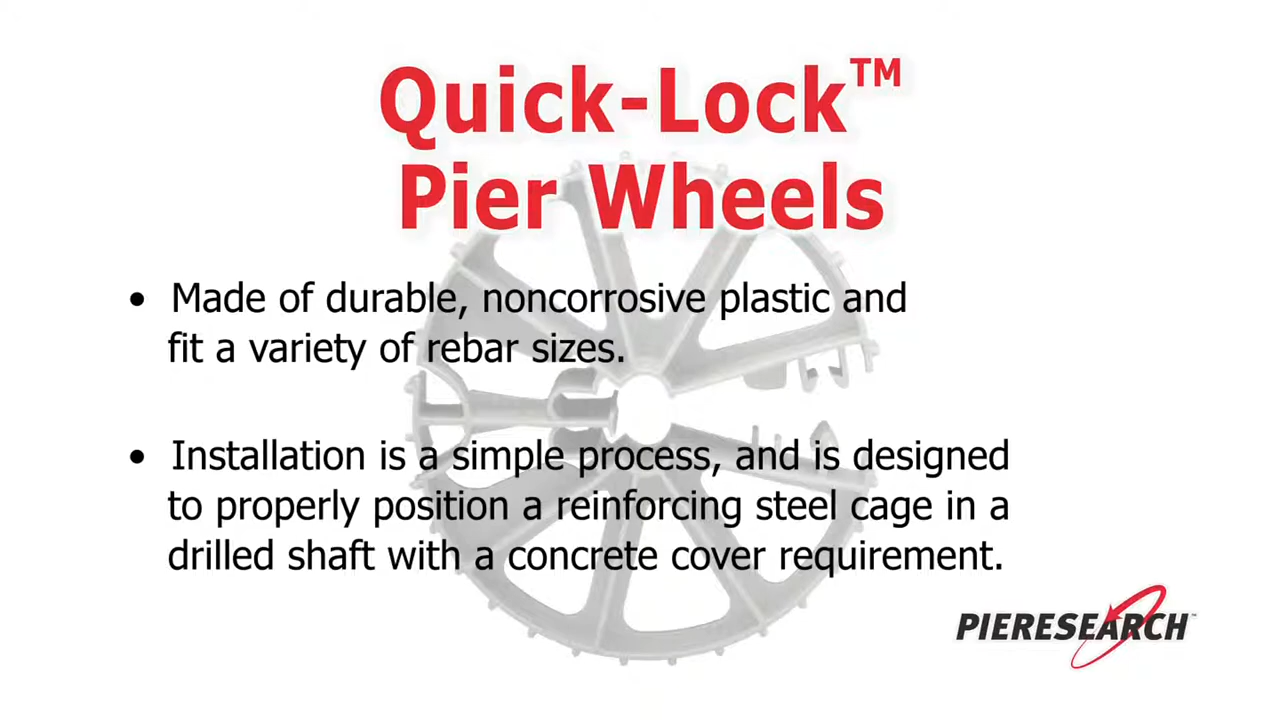 Quick-Lock™
Pier Wheels
• Made of durable, noncorrosive plastic and
fit a variety of rebar sizes.
• Installation is a simple process, and is designed
to properly position a reinforcing steel cage in a
drilled shaft with a concrete cover requirement.
PIERESEARCH™